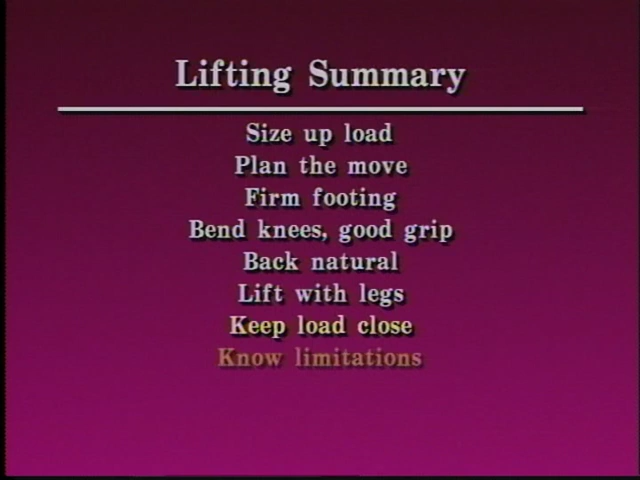 Lifting Summary
Size up load
Plan the move
Firm footing
Bend knees, good grip
Back natural
Lift with legs
Keep load close
Know limitations